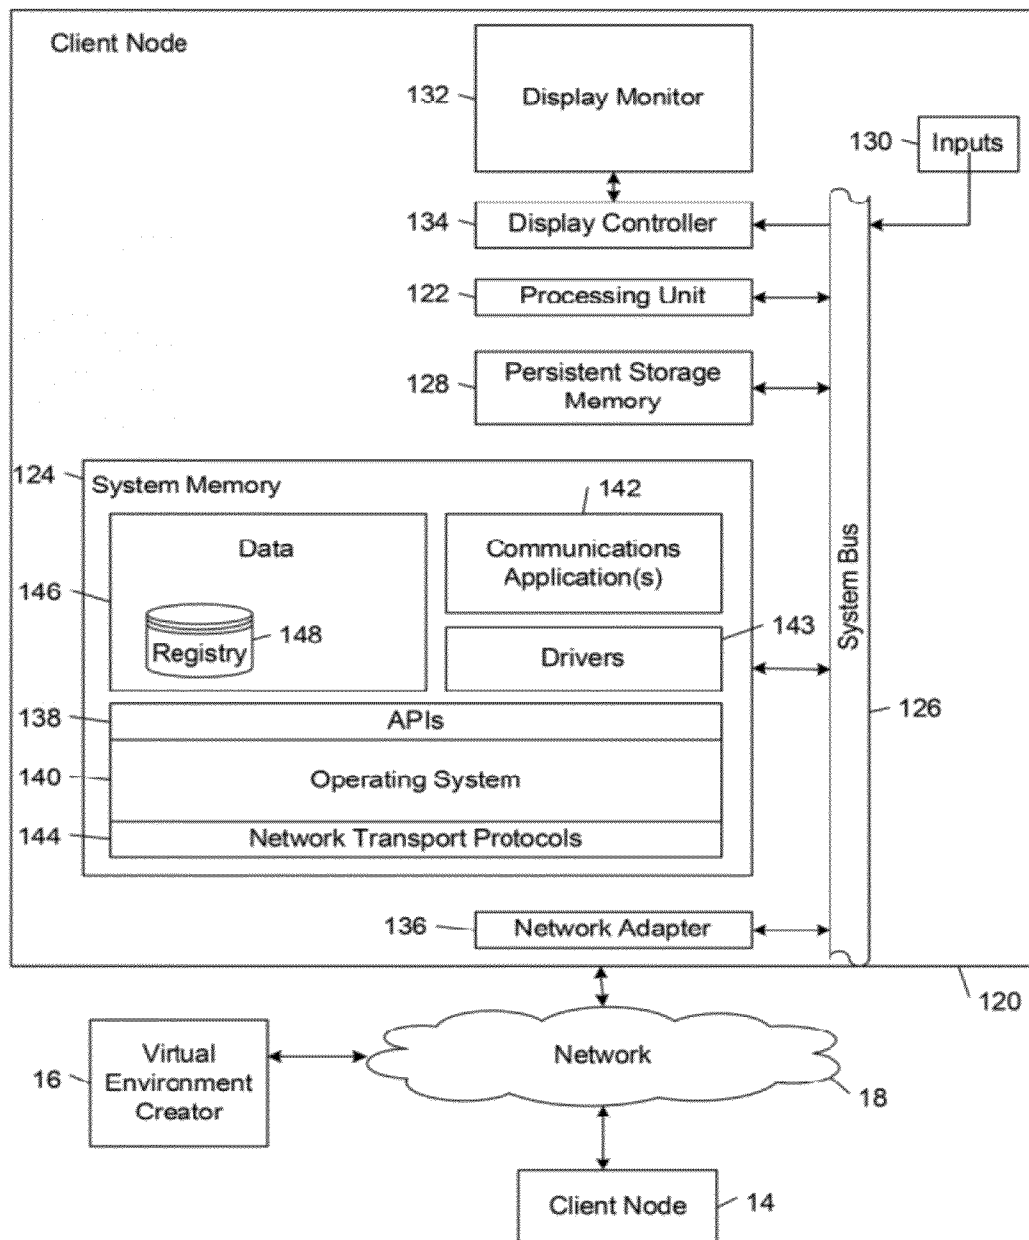 Client Node
132
Display Monitor
130
Inputs
134
Display Controller
122
Processing Unit
128
Persistent Storage
Memory
124
System Memory
142
Data
Communications
Application(s)
146
148
Registry
143
Drivers
System Bus
138
APIs
126
140
Operating System
144
Network Transport Protocols
136
Network Adapter
120
16
Virtual
Environment
Creator
Network
18
Client Node
14